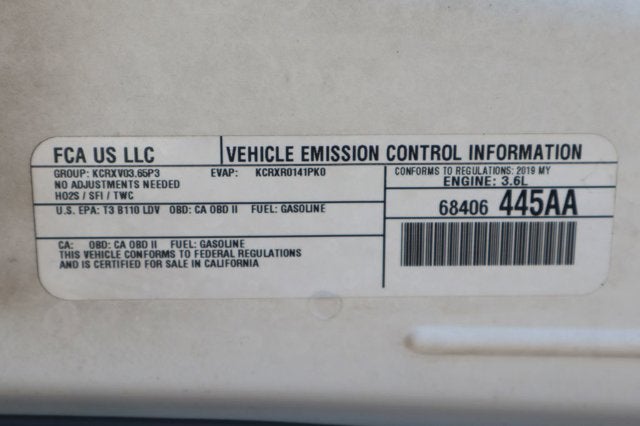 FCA US LLC
VEHICLE EMISSION CONTROL INFORMATION
GROUP: KCRXV03.65P3 EVAP: KCRXR0141PK0
NO ADJUSTMENTS NEEDED
HO2S / SFI / TWC
CONFORMS TO REGULATIONS: 2019 MY
ENGINE: 3.6L
U.S. EPA: T3 B110 LDV OBD: CA OBD II FUEL: GASOLINE
68406 445AA
CA: OBD: CA OBD II FUEL: GASOLINE
THIS VEHICLE CONFORMS TO FEDERAL REGULATIONS
AND IS CERTIFIED FOR SALE IN CALIFORNIA